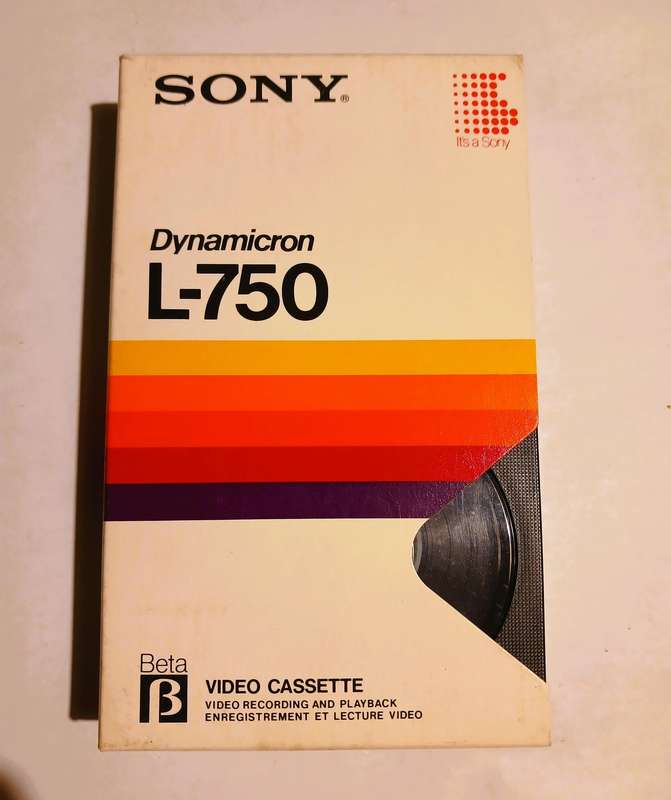 SONY®
It's a Sony
Dynamicron
L-750
Beta
β
VIDEO CASSETTE
VIDEO RECORDING AND PLAYBACK
ENREGISTREMENT ET LECTURE VIDEO